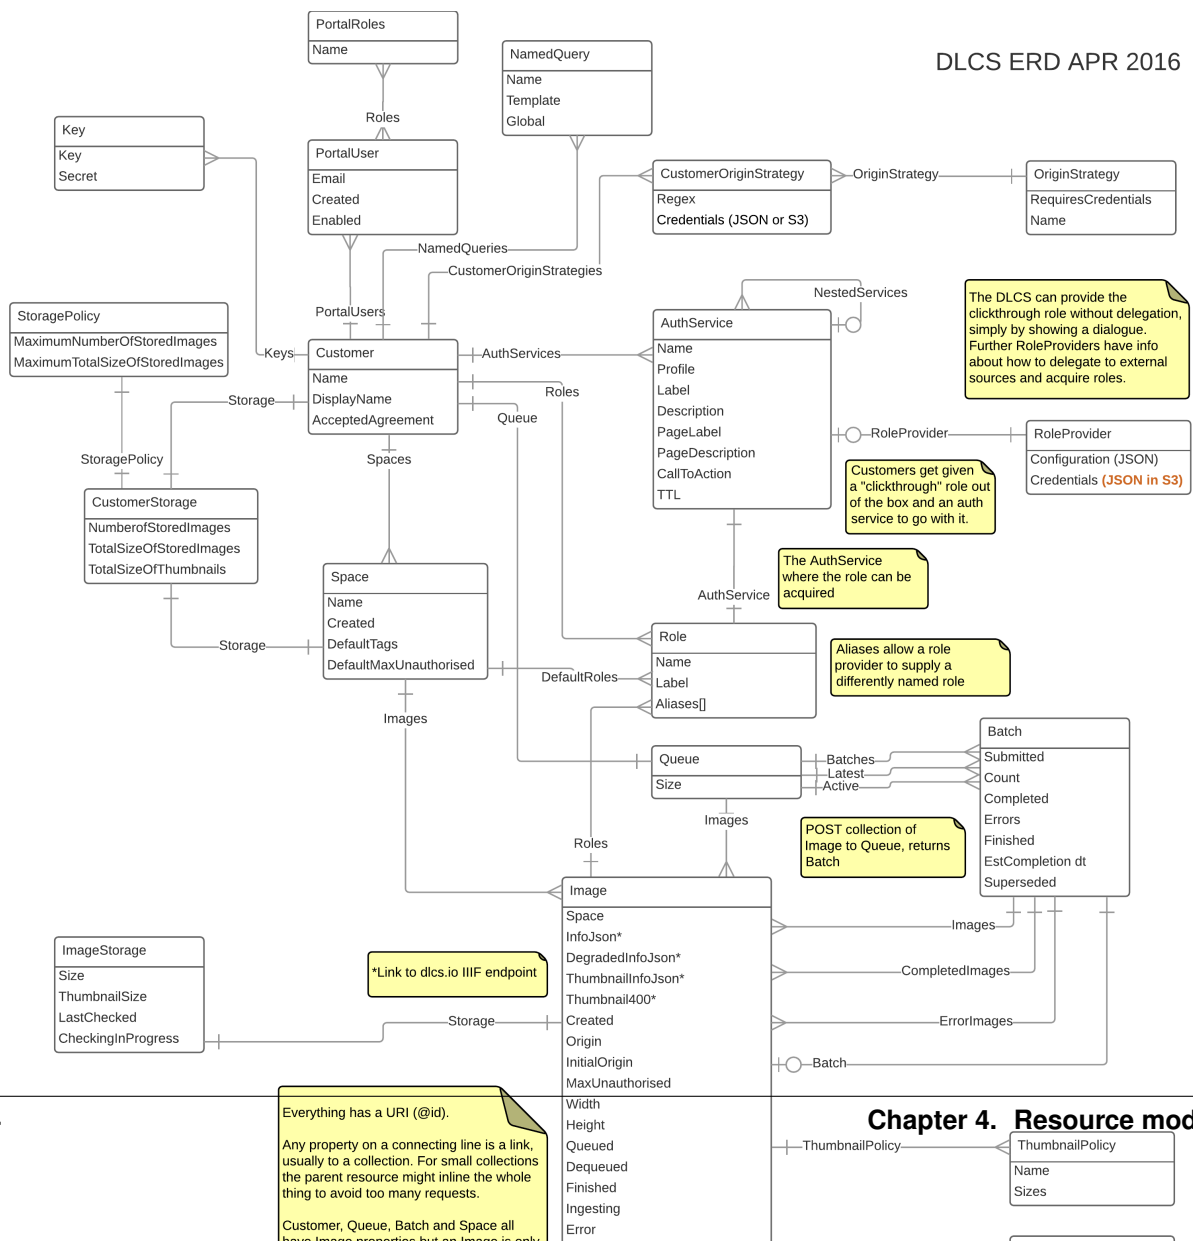 DLCS ERD APR 2016
PortalRoles
Name
Roles
NamedQuery
Name
Template
Global
Key
Key
Secret
PortalUser
Email
Created
Enabled
CustomerOriginStrategy
Regex
Credentials (JSON or S3)
OriginStrategy
OriginStrategy
RequiresCredentials
Name
NamedQueries
CustomerOriginStrategies
PortalUsers
StoragePolicy
MaximumNumberOfStoredImages
MaximumTotalSizeOfStoredImages
Keys
Customer
Name
DisplayName
AcceptedAgreement
AuthServices
Roles
Queue
Storage
StoragePolicy
Spaces
NestedServices
AuthService
Name
Profile
Label
Description
PageLabel
PageDescription
CallToAction
TTL
The DLCS can provide the
clickthrough role without delegation,
simply by showing a dialogue.
Further RoleProviders have info
about how to delegate to external
sources and acquire roles.
RoleProvider
RoleProvider
Configuration (JSON)
Credentials (JSON in S3)
Customers get given
a "clickthrough" role out
of the box and an auth
service to go with it.
CustomerStorage
NumberofStoredImages
TotalSizeOfStoredImages
TotalSizeOfThumbnails
Storage
Space
Name
Created
DefaultTags
DefaultMaxUnauthorised
The AuthService
where the role can be
acquired
AuthService
DefaultRoles
Role
Name
Label
Aliases[]
Aliases allow a role
provider to supply a
differently named role
Images
Queue
Size
Batches
Latest
Active
Batch
Submitted
Count
Completed
Errors
Finished
EstCompletion dt
Superseded
Images
POST collection of
Image to Queue, returns
Batch
Roles
Image
Space
InfoJson*
DegradedInfoJson*
ThumbnailInfoJson*
Thumbnail400*
Created
Origin
InitialOrigin
MaxUnauthorised
Width
Height
Queued
Dequeued
Finished
Ingesting
Error
Images
CompletedImages
ErrorImages
Batch
ImageStorage
Size
ThumbnailSize
LastChecked
CheckingInProgress
*Link to dlcs.io IIIF endpoint
Storage
Everything has a URI (@id).
Any property on a connecting line is a link,
usually to a collection. For small collections
the parent resource might inline the whole
thing to avoid too many requests.
Customer, Queue, Batch and Space all
have Image properties but an Image is only
Chapter 4. Resource mod
ThumbnailPolicy
ThumbnailPolicy
Name
Sizes